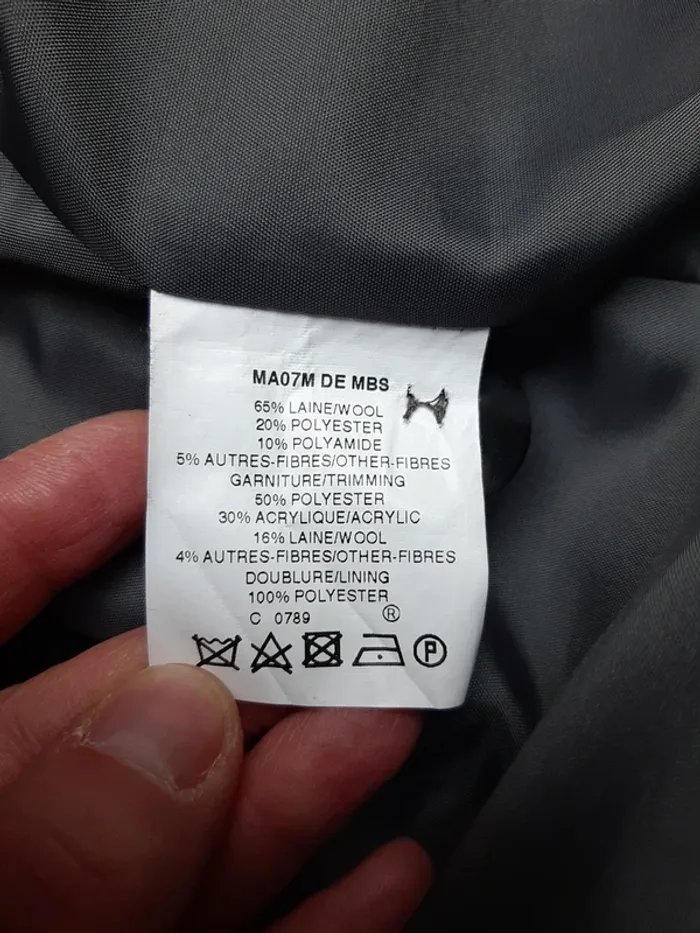 MA07M DE MBS
65% LAINE/WOOL
20% POLYESTER
10% POLYAMIDE
5% AUTRES-FIBRES/OTHER-FIBRES
GARNITURE/TRIMMING
50% POLYESTER
30% ACRYLIQUE/ACRYLIC
16% LAINE/WOOL
4% AUTRES-FIBRES/OTHER-FIBRES
DOUBLURE/LINING
100% POLYESTER
C 0789 ®
P